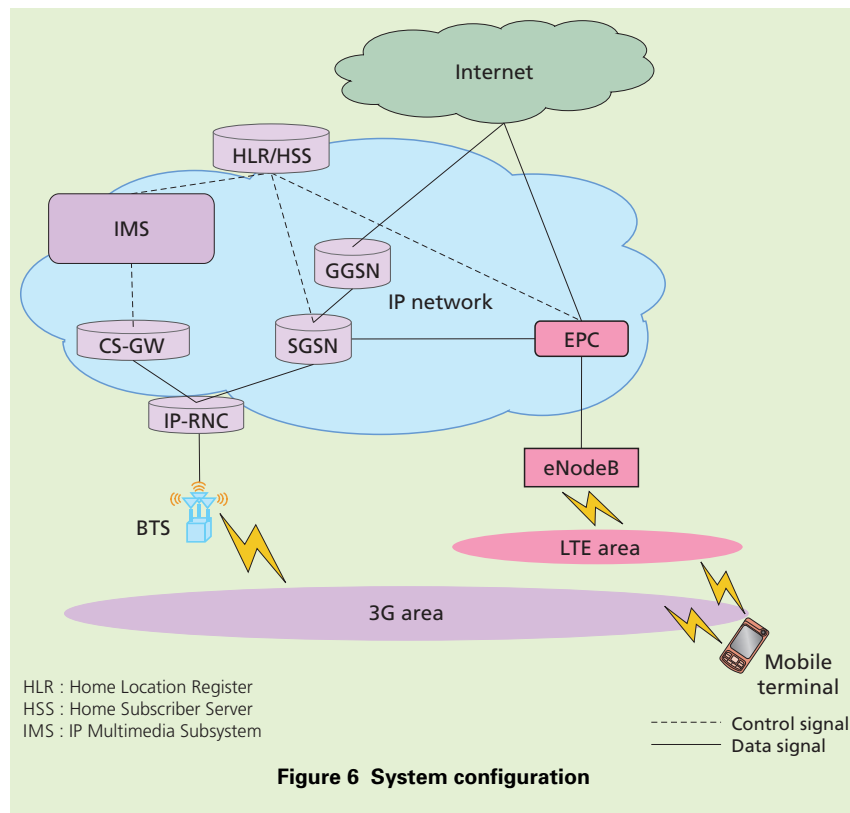 Internet
HLR/HSS
IMS
GGSN
IP network
CS-GW
SGSN
EPC
IP-RNC
eNodeB
BTS
LTE area
3G area
Mobile
terminal
HLR : Home Location Register
HSS : Home Subscriber Server
IMS : IP Multimedia Subsystem
Control signal
Data signal
Figure 6 System configuration